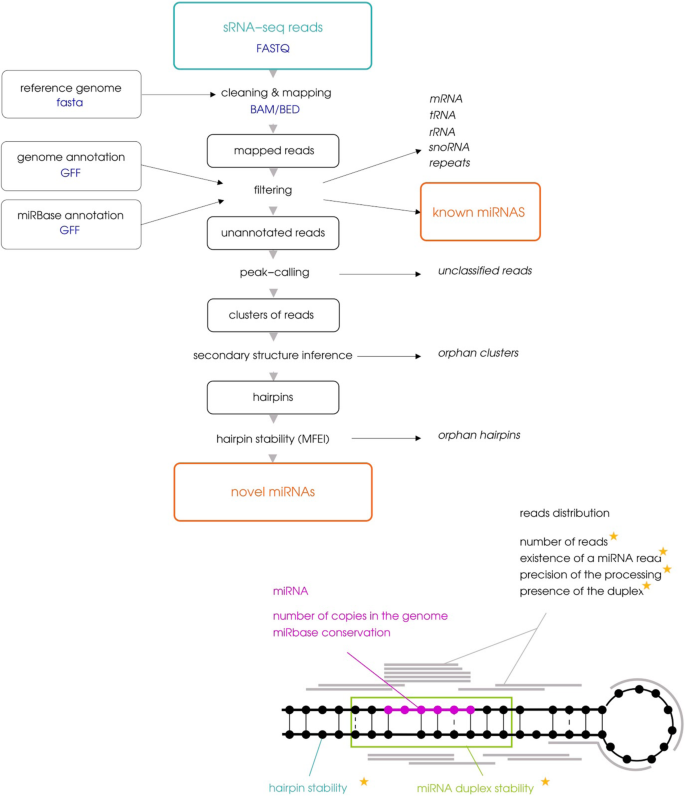 sRNA-seq reads
FASTQ
reference genome
fasta
cleaning & mapping
BAM/BED
mRNA
tRNA
rRNA
snoRNA
repeats
mapped reads
genome annotation
GFF
filtering
miRBase annotation
GFF
known miRNAS
unannotated reads
peak-calling
unclassified reads
clusters of reads
secondary structure inference
orphan clusters
hairpins
hairpin stability (MFEI)
orphan hairpins
novel miRNAs
reads distribution
number of reads
existence of a miRNA read
precision of the processing
presence of the duplex
miRNA
number of copies in the genome
miRbase conservation
hairpin stability
miRNA duplex stability